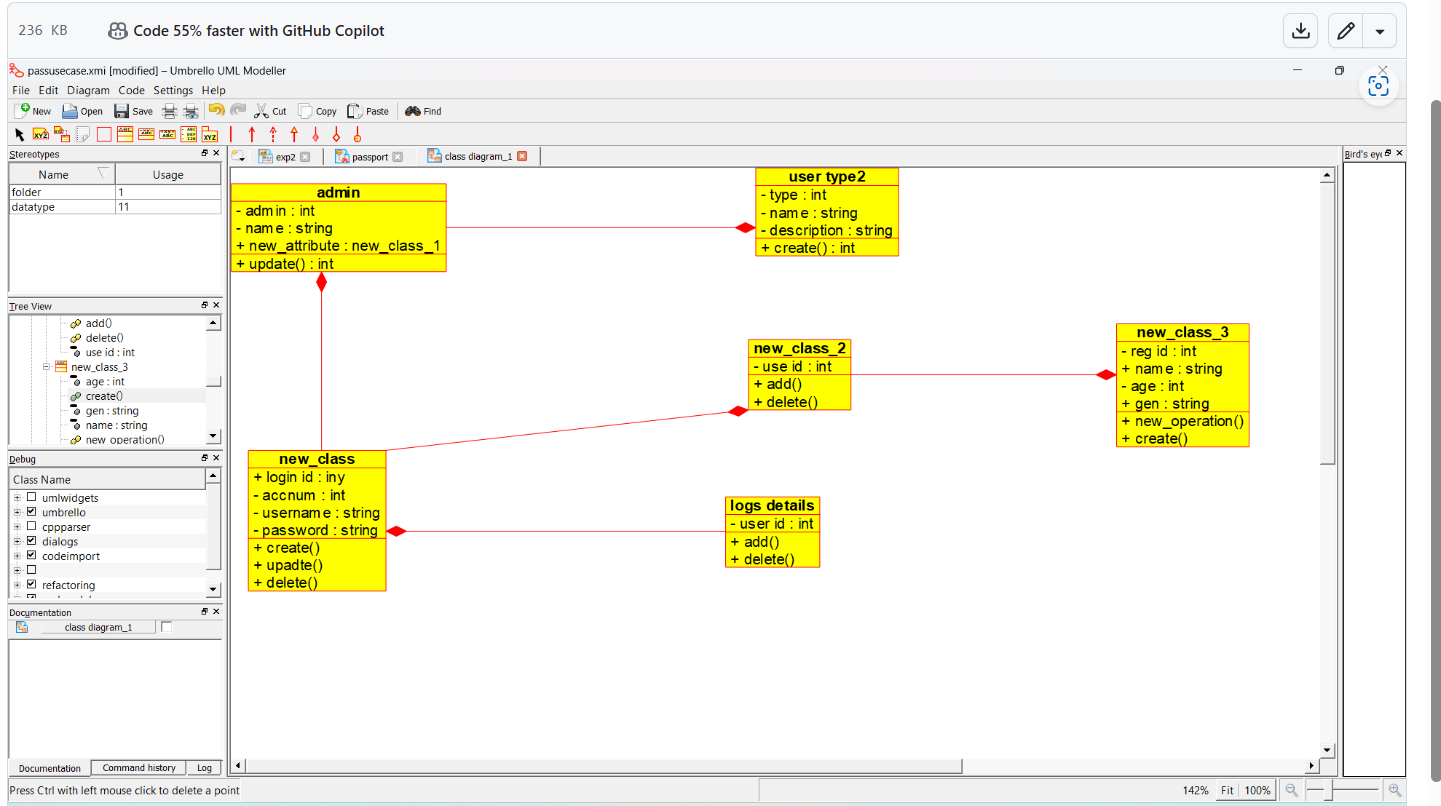 236 KB
Code 55% faster with GitHub Copilot
passusecase.xmi [modified] – Umbrello UML Modeller
File Edit Diagram Code Settings Help
New Open Save Cut Copy Paste Find
Stereotypes
Name Usage
folder 1
datatype 11
Tree View
add()
delete()
use id : int
new_class_3
age : int
create()
gen : string
name : string
new operation()
Debug
Class Name
umlwidgets
umbrello
cppparser
dialogs
codeimport
refactoring
Documentation
class diagram_1
Documentation Command history Log
exp2 passport class diagram_1
admin
- admin : int
- name : string
+ new_attribute : new_class_1
+ update() : int
user type2
- type : int
- name : string
- description : string
+ create() : int
new_class_2
- use id : int
+ add()
+ delete()
new_class_3
- reg id : int
+ name : string
- age : int
+ gen : string
+ new_operation()
+ create()
new_class
+ login id : iny
- accnum : int
- username : string
- password : string
+ create()
+ upadte()
+ delete()
logs details
- user id : int
+ add()
+ delete()
Bird's eye
Press Ctrl with left mouse click to delete a point
142% Fit 100%